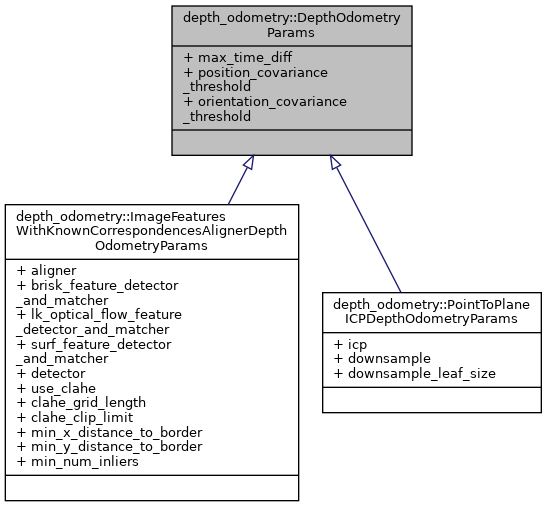 depth_odometry::DepthOdometry
Params
+ max_time_diff
+ position_covariance
_threshold
+ orientation_covariance
_threshold
depth_odometry::ImageFeatures
WithKnownCorrespondencesAlignerDepth
OdometryParams
+ aligner
+ brisk_feature_detector
_and_matcher
+ lk_optical_flow_feature
_detector_and_matcher
+ surf_feature_detector
_and_matcher
+ detector
+ use_clahe
+ clahe_grid_length
+ clahe_clip_limit
+ min_x_distance_to_border
+ min_y_distance_to_border
+ min_num_inliers
depth_odometry::PointToPlane
ICPDepthOdometryParams
+ icp
+ downsample
+ downsample_leaf_size